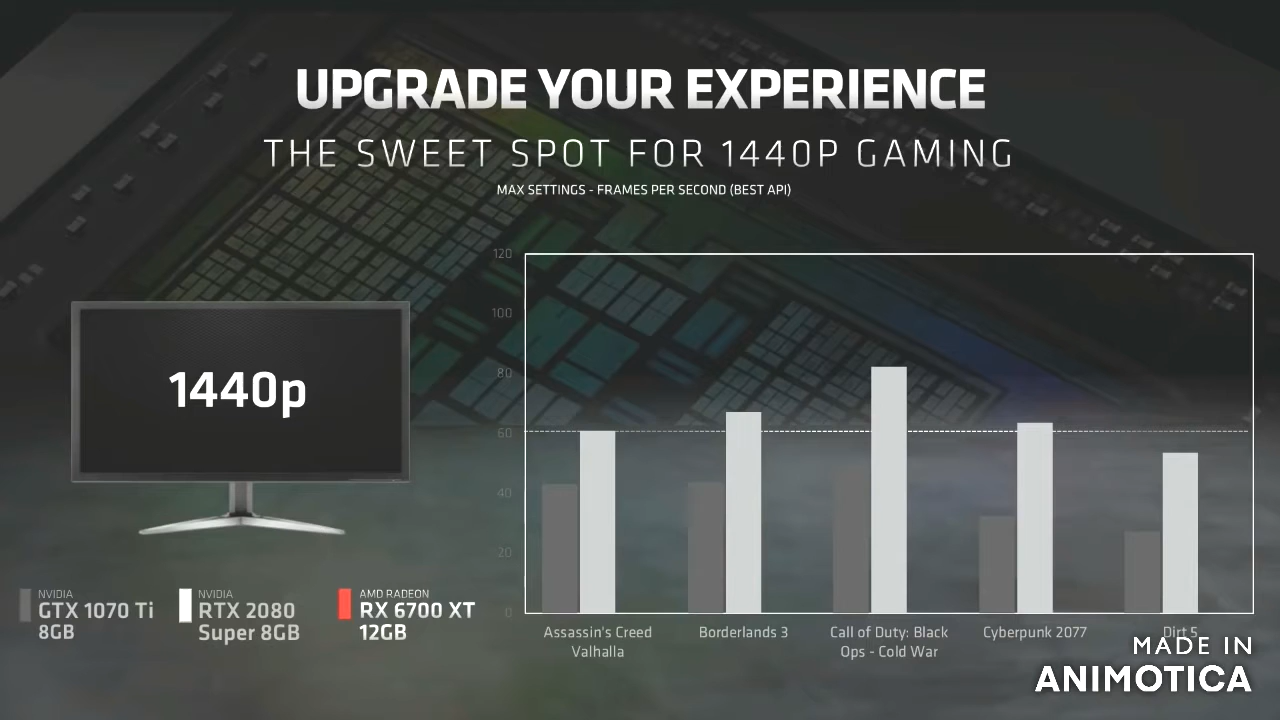 UPGRADE YOUR EXPERIENCE
THE SWEET SPOT FOR 1440P GAMING
MAX SETTINGS - FRAMES PER SECOND (BEST API)
1440p
120
100
80
60
40
20
0
Assassin's Creed
Valhalla
Borderlands 3
Call of Duty: Black
Ops - Cold War
Cyberpunk 2077
Dirt 5
NVIDIA
GTX 1070 Ti
8GB
NVIDIA
RTX 2080
Super 8GB
AMD RADEON
RX 6700 XT
12GB
MADE IN
ANIMOTICA